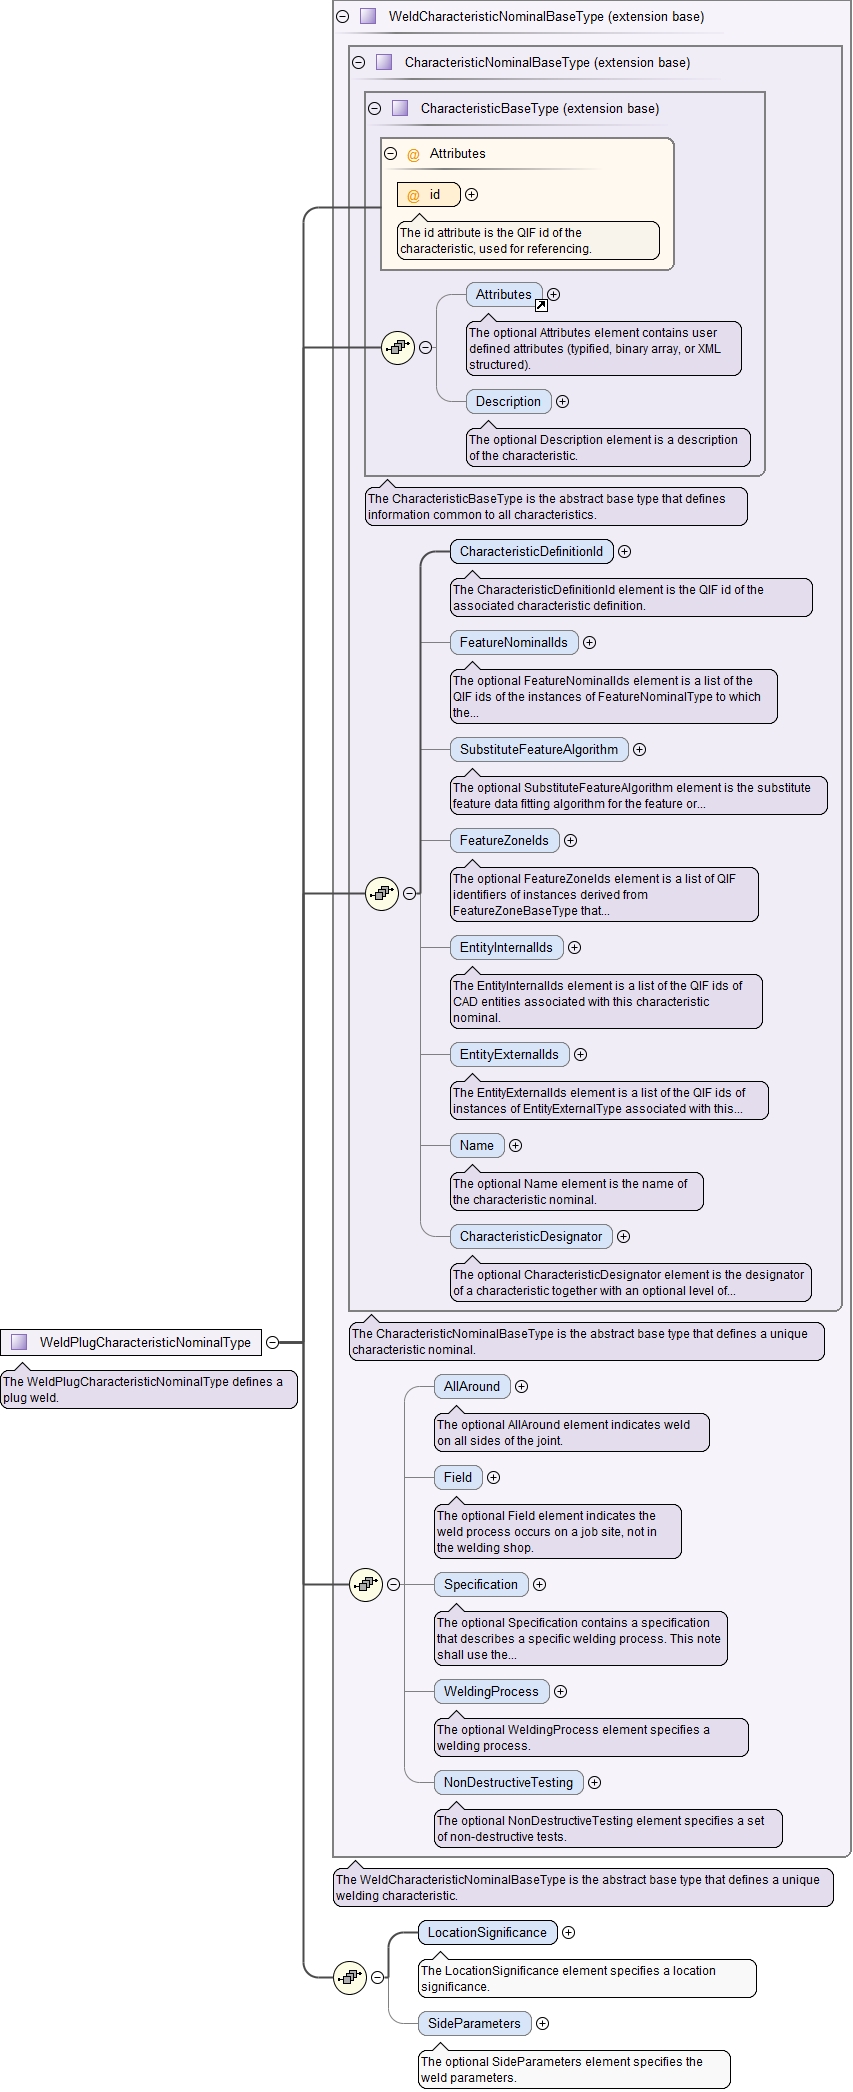 WeldCharacteristicNominalBaseType (extension base)
CharacteristicNominalBaseType (extension base)
CharacteristicBaseType (extension base)
@ Attributes
@ id
The id attribute is the QIF id of the
characteristic, used for referencing.
Attributes
The optional Attributes element contains user
defined attributes (typified, binary array, or XML
structured).
Description
The optional Description element is a description
of the characteristic.
The CharacteristicBaseType is the abstract base type that defines
information common to all characteristics.
CharacteristicDefinitionId
The CharacteristicDefinitionId element is the QIF id of the
associated characteristic definition.
FeatureNominalIds
The optional FeatureNominalIds element is a list of the
QIF ids of the instances of FeatureNominalType to which
the...
SubstituteFeatureAlgorithm
The optional SubstituteFeatureAlgorithm element is the substitute
feature data fitting algorithm for the feature or...
FeatureZoneIds
The optional FeatureZoneIds element is a list of QIF
identifiers of instances derived from
FeatureZoneBaseType that...
EntityInternalIds
The EntityInternalIds element is a list of the QIF ids of
CAD entities associated with this characteristic
nominal.
EntityExternalIds
The EntityExternalIds element is a list of the QIF ids of
instances of EntityExternalType associated with this...
Name
The optional Name element is the name of
the characteristic nominal.
CharacteristicDesignator
The optional CharacteristicDesignator element is the designator
of a characteristic together with an optional level of...
The CharacteristicNominalBaseType is the abstract base type that defines a unique
characteristic nominal.
WeldPlugCharacteristicNominalType
The WeldPlugCharacteristicNominalType defines a
plug weld.
AllAround
The optional AllAround element indicates weld
on all sides of the joint.
Field
The optional Field element indicates the
weld process occurs on a job site, not in
the welding shop.
Specification
The optional Specification contains a specification
that describes a specific welding process. This note
shall use the...
WeldingProcess
The optional WeldingProcess element specifies a
welding process.
NonDestructiveTesting
The optional NonDestructiveTesting element specifies a set
of non-destructive tests.
The WeldCharacteristicNominalBaseType is the abstract base type that defines a unique
welding characteristic.
LocationSignificance
The LocationSignificance element specifies a location
significance.
SideParameters
The optional SideParameters element specifies the
weld parameters.